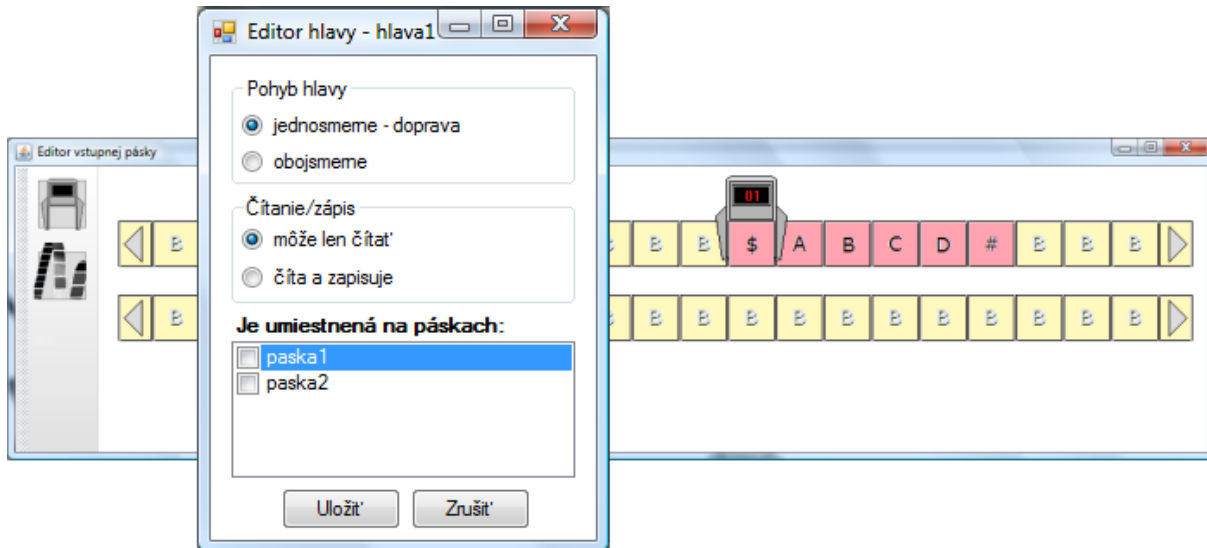 Editor hlavy - hlava1
Pohyb hlavy
jednosmerne - doprava
obojsmerne
Čítanie/zápis
môže len čítať
číta a zapisuje
Je umiestnená na páskach:
paska1
paska2
Uložiť
Zrušiť
Editor vstupnej pásky
01
B B B $ A B C D # B B B
B B B B B B B B B B B B